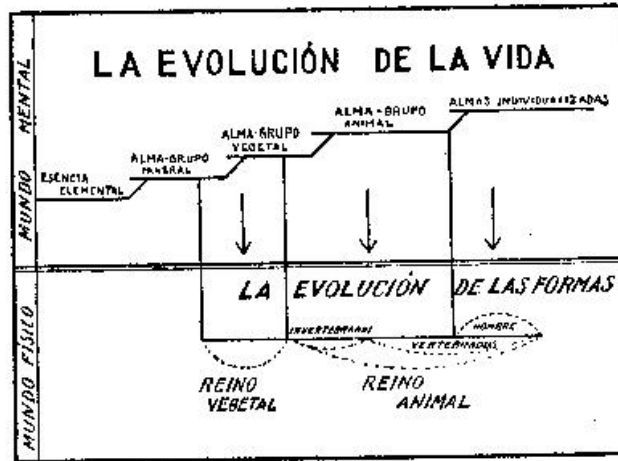 LA EVOLUCIÓN DE LA VIDA
MUNDO MENTAL
ESENCIA
ELEMENTAL
ALMA-GRUPO
MINERAL
ALMA-GRUPO
VEGETAL
ALMA-GRUPO
ANIMAL
ALMAS INDIVIDUALIZADAS
MUNDO FÍSICO
LA EVOLUCIÓN DE LAS FORMAS
INVERTEBRADOS
VERTEBRADOS
HOMBRE
REINO
VEGETAL
REINO
ANIMAL